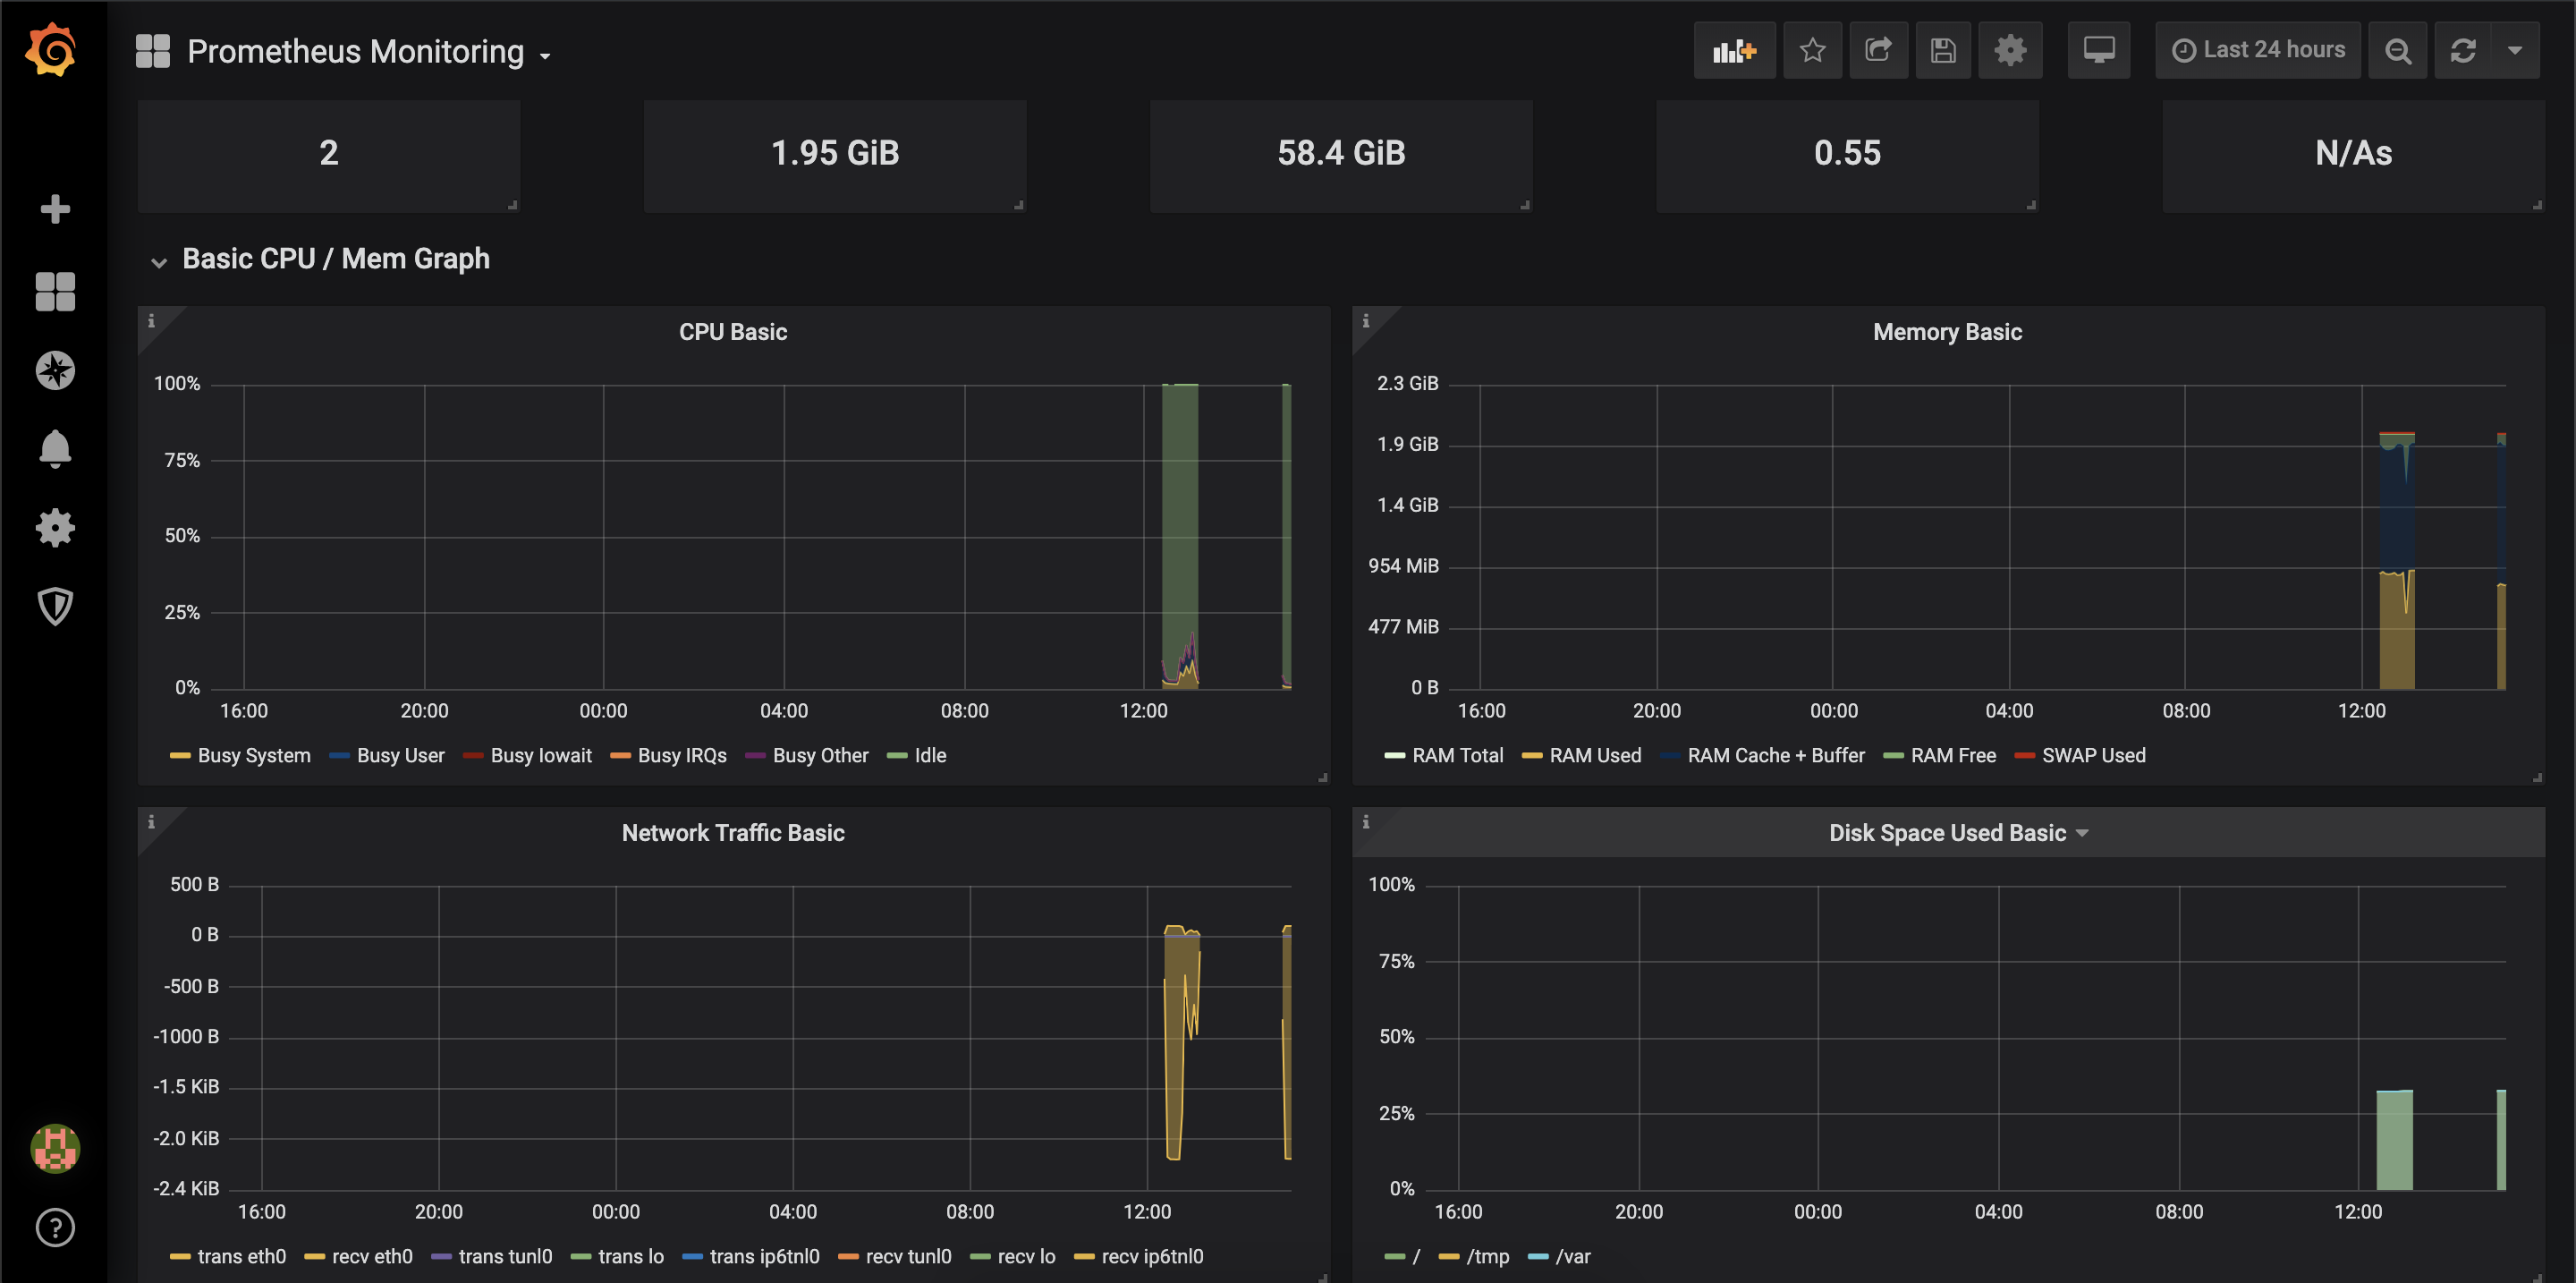 Prometheus Monitoring
Last 24 hours
2
1.95 GiB
58.4 GiB
0.55
N/As
Basic CPU / Mem Graph
CPU Basic
100%
75%
50%
25%
0%
16:00 20:00 00:00 04:00 08:00 12:00
Busy System Busy User Busy Iowait Busy IRQs Busy Other Idle
Memory Basic
2.3 GiB
1.9 GiB
1.4 GiB
954 MiB
477 MiB
0 B
16:00 20:00 00:00 04:00 08:00 12:00
RAM Total RAM Used RAM Cache + Buffer RAM Free SWAP Used
Network Traffic Basic
500 B
0 B
-500 B
-1000 B
-1.5 KiB
-2.0 KiB
-2.4 KiB
16:00 20:00 00:00 04:00 08:00 12:00
trans eth0 recv eth0 trans tunl0 trans lo trans ip6tnl0 recv tunl0 recv lo recv ip6tnl0
Disk Space Used Basic
100%
75%
50%
25%
0%
16:00 20:00 00:00 04:00 08:00 12:00
/ /tmp /var